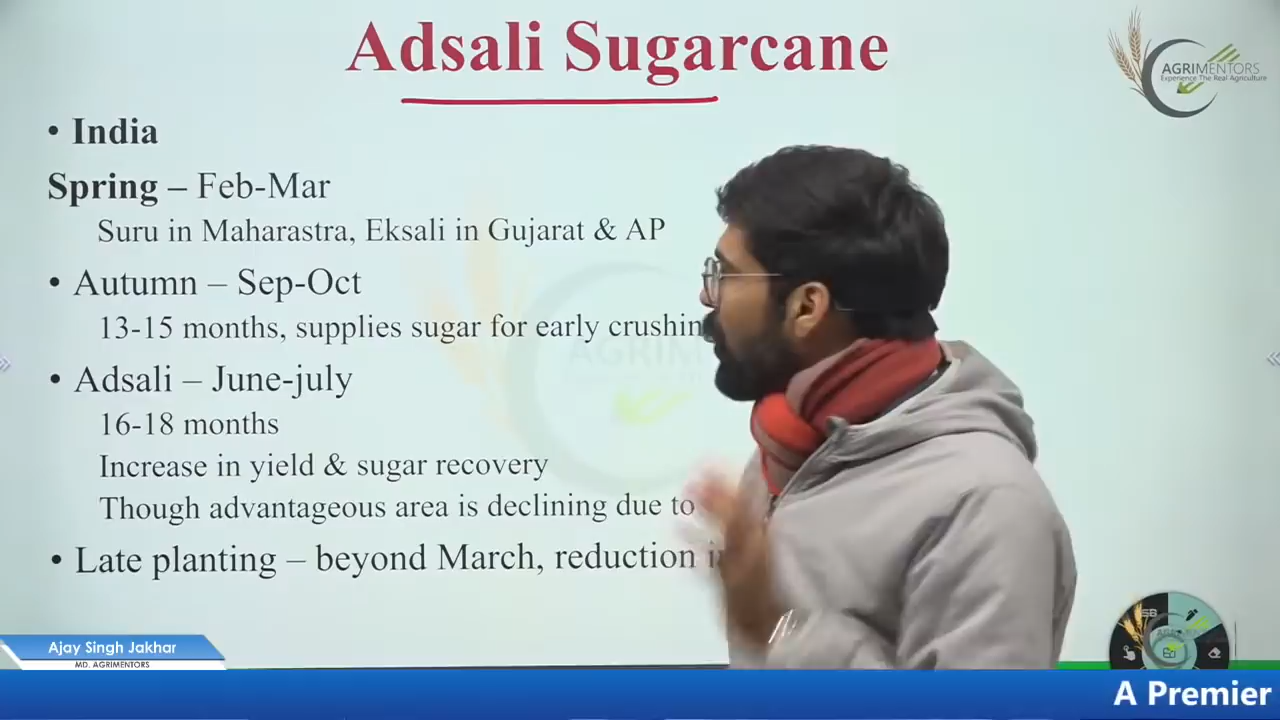 Adsali Sugarcane
AGRIMENTORS
Experience The Real Agriculture
• India
Spring – Feb-Mar
Suru in Maharastra, Eksali in Gujarat & AP
• Autumn – Sep-Oct
13-15 months, supplies sugar for early
• Adsali – June-july
16-18 months
Increase in yield & sugar recovery
Though advantageous area is declining due to
• Late planting – beyond March, reduction
Ajay Singh Jakhar
MD. AGRIMENTORS
A Premier